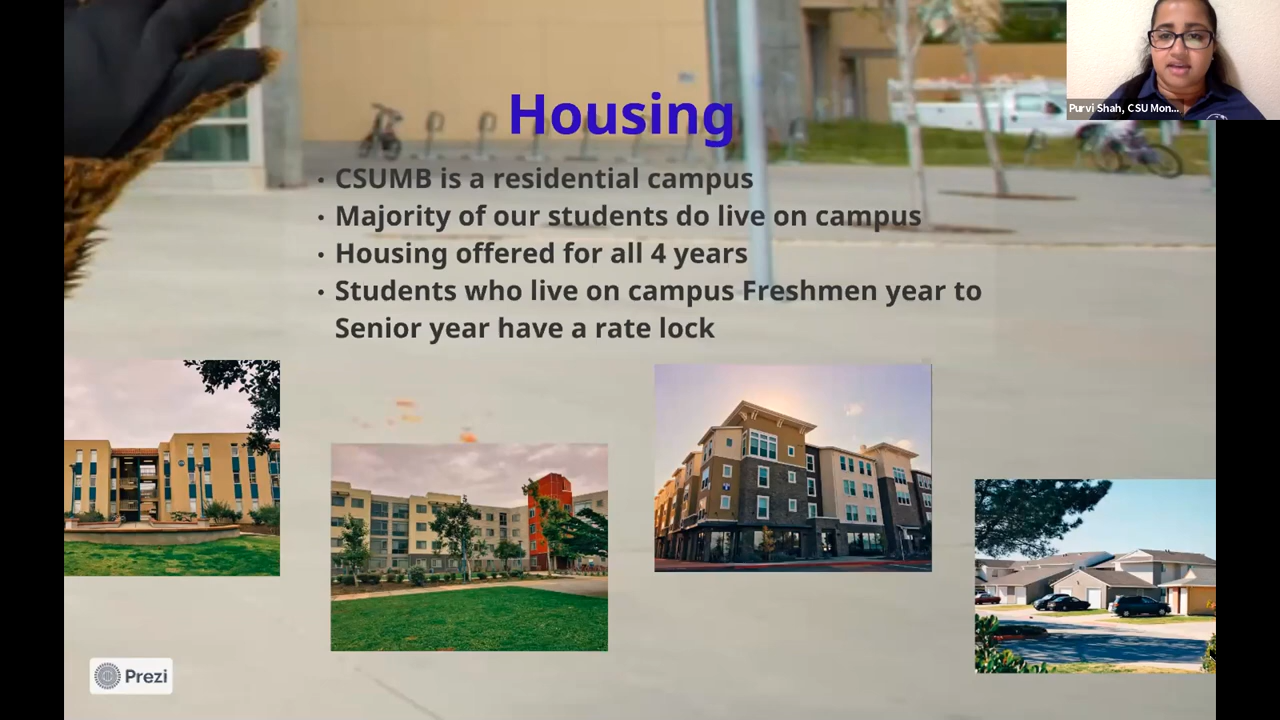 Housing
• CSUMB is a residential campus
• Majority of our students do live on campus
• Housing offered for all 4 years
• Students who live on campus Freshmen year to
Senior year have a rate lock
Purvi Shah, CSU Mon...
Prezi